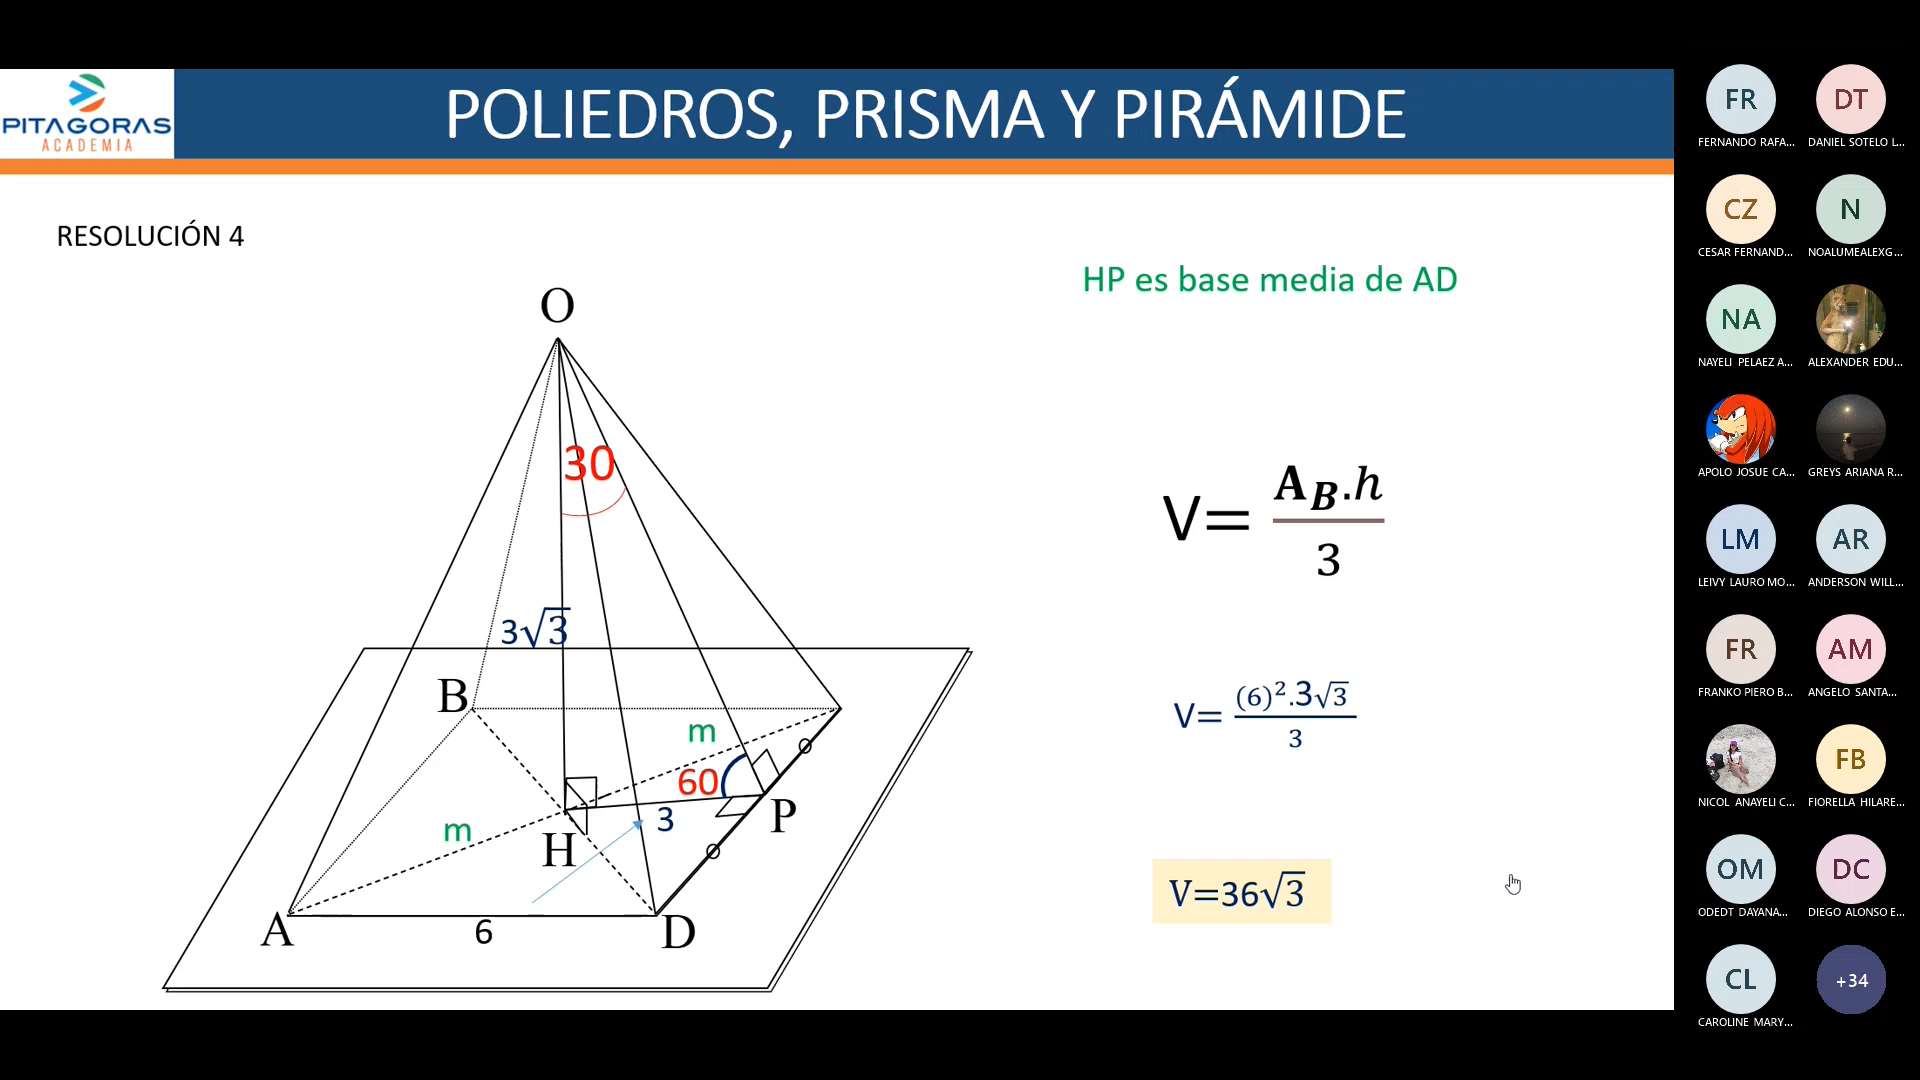 PITAGORAS
ACADEMIA
POLIEDROS, PRISMA Y PIRÁMIDE
RESOLUCIÓN 4
HP es base media de AD
O
30
3√3
B
m
60
P
3
H
m
A
6
D
V= A_B.h/3
V= (6)².3√3/3
V=36√3
FR
FERNANDO RAFA...
DT
DANIEL SOTELO L...
CZ
CESAR FERNAND...
N
NOALUMEALEXG...
NA
NAYELI PELAEZ A...
ALEXANDER EDU...
APOLO JOSUE CA...
GREYS ARIANA R...
LM
LEIVY LAURO MO...
AR
ANDERSON WILL...
FR
FRANKO PIERO B...
AM
ANGELO SANTA...
NICOL ANAYELI C...
FB
FIORELLA HILARE...
OM
ODEDT DAYANA...
DC
DIEGO ALONSO E...
CL
CAROLINE MARY...
+34